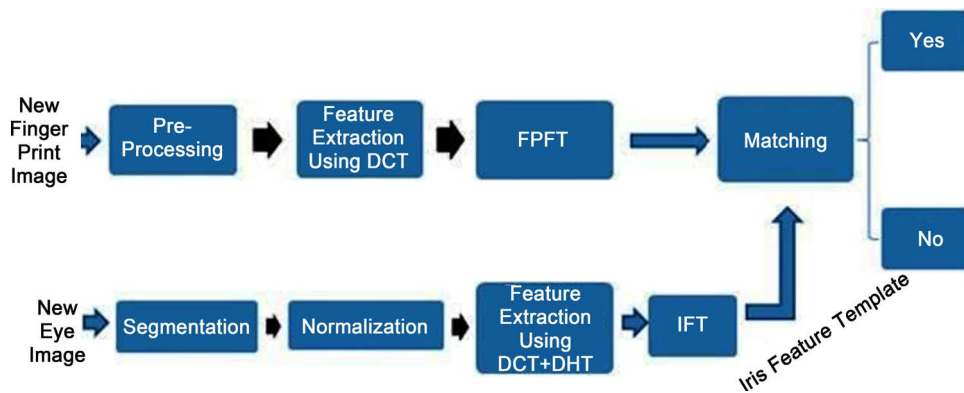 New
Finger
Print
Image
Pre-
Processing
Feature
Extraction
Using DCT
FPFT
Matching
Yes
No
New
Eye
Image
Segmentation
Normalization
Feature
Extraction
Using
DCT+DHT
IFT
Iris Feature Template